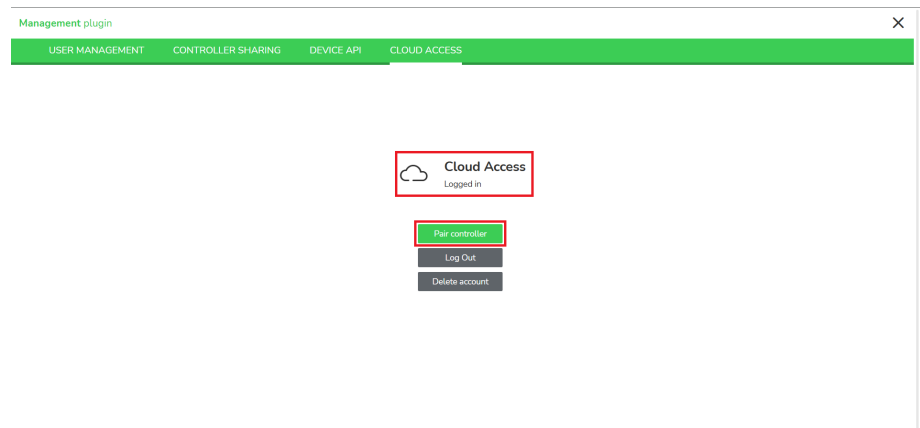 Management plugin
USER MANAGEMENT CONTROLLER SHARING DEVICE API CLOUD ACCESS
Cloud Access
Logged in
Pair controller
Log Out
Delete account